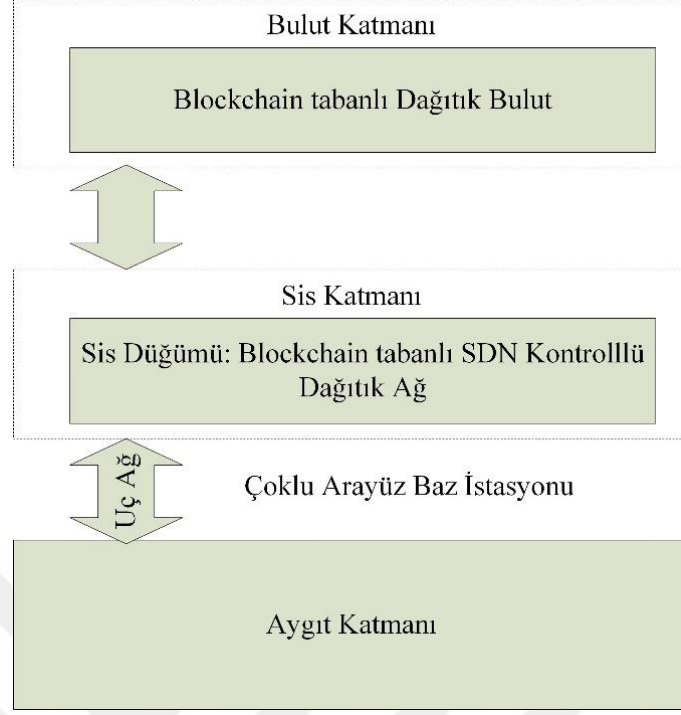 Bulut Katmanı
Blockchain tabanlı Dağıtık Bulut
Sis Katmanı
Sis Düğümü: Blockchain tabanlı SDN Kontrolllü
Dağıtık Ağ
Uç Ağ
Çoklu Arayüz Baz İstasyonu
Aygıt Katmanı